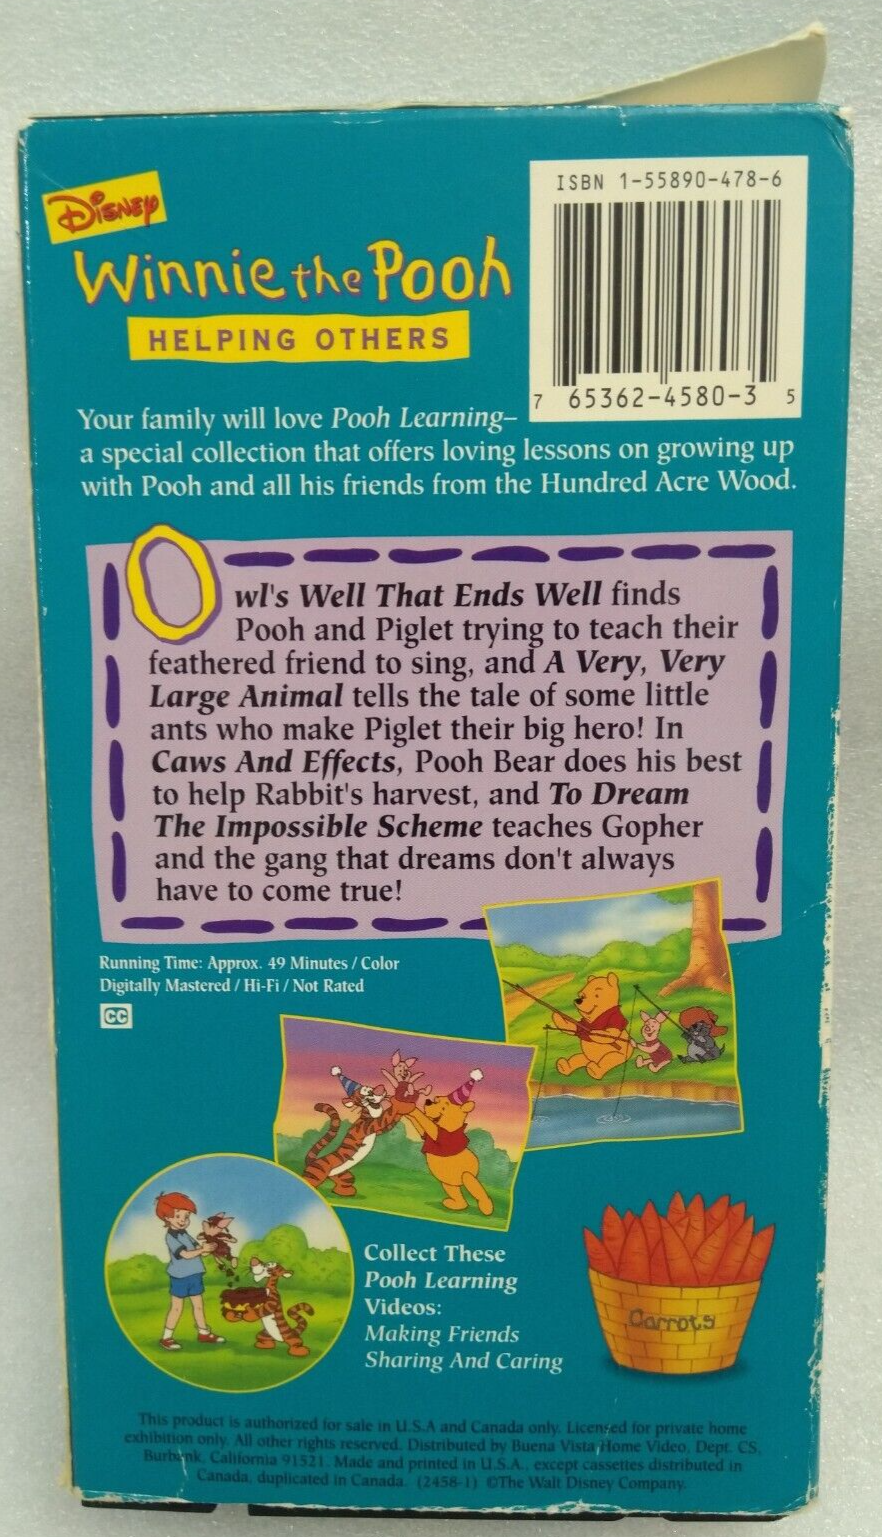 Disney
Winnie the Pooh
HELPING OTHERS
ISBN 1-55890-478-6
7 65362-4580-3 5
Your family will love Pooh Learning–
a special collection that offers loving lessons on growing up
with Pooh and all his friends from the Hundred Acre Wood.
Owl's Well That Ends Well finds
Pooh and Piglet trying to teach their
feathered friend to sing, and A Very, Very
Large Animal tells the tale of some little
ants who make Piglet their big hero! In
Caws And Effects, Pooh Bear does his best
to help Rabbit's harvest, and To Dream
The Impossible Scheme teaches Gopher
and the gang that dreams don't always
have to come true!
Running Time: Approx. 49 Minutes / Color
Digitally Mastered / Hi-Fi / Not Rated
CC
Collect These
Pooh Learning
Videos:
Making Friends
Sharing And Caring
Carrots
This product is authorized for sale in U.S.A and Canada only. Licensed for private home
exhibition only. All other rights reserved. Distributed by Buena Vista Home Video, Dept. CS,
Burbank, California 91521. Made and printed in U.S.A., except cassettes distributed in
Canada, duplicated in Canada. (2458-1) ©The Walt Disney Company.